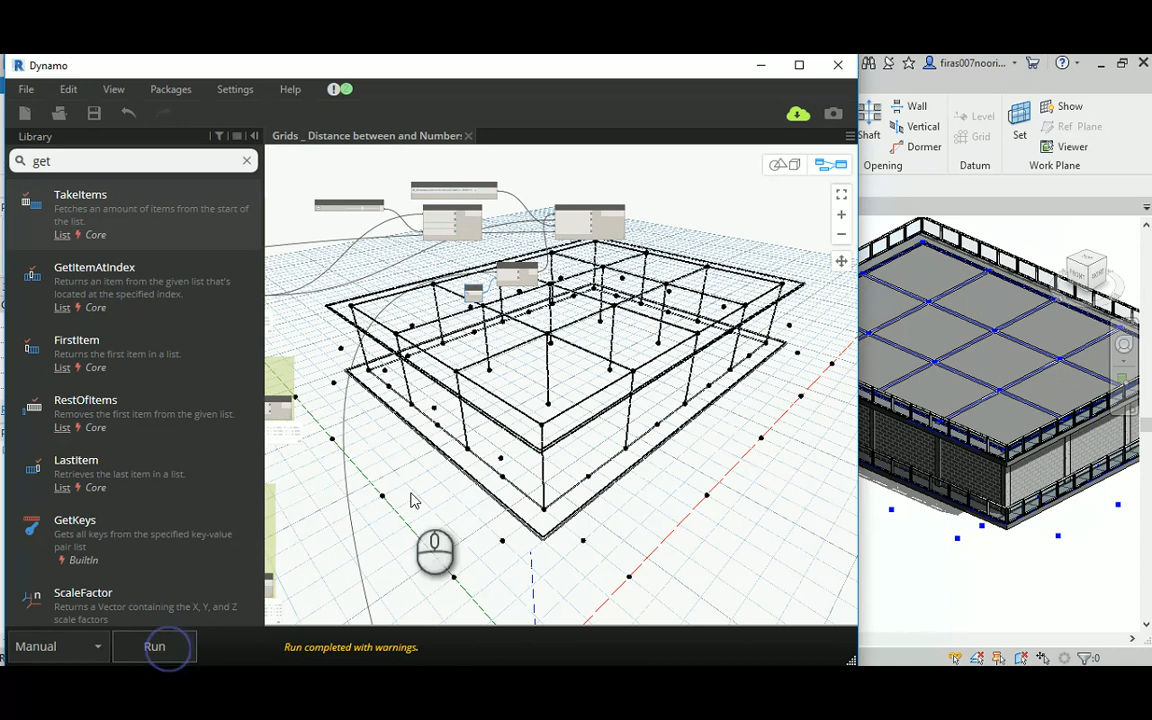 Dynamo
File Edit View Packages Settings Help
Library
Grids _ Distance between and Number:
get
TakeItems
Fetches an amount of items from the start of
the list.
List Core
GetItemAtIndex
Returns an item from the given list that's
located at the specified index.
List Core
FirstItem
Returns the first item in a list.
List Core
RestOfItems
Removes the first item from the given list.
List Core
LastItem
Retrieves the last item in a list.
List Core
GetKeys
Gets all keys from the specified key-value
pair list
BuiltIn
ScaleFactor
Returns a Vector containing the X, Y, and Z
scale factors
Manual
Run
Run completed with warnings.
firas007noori...
Wall
Shaft Vertical
Dormer
Opening
Level
Grid
Datum
Set
Show
Ref Plane
Viewer
Work Plane
FRONT
RIGHT
:0